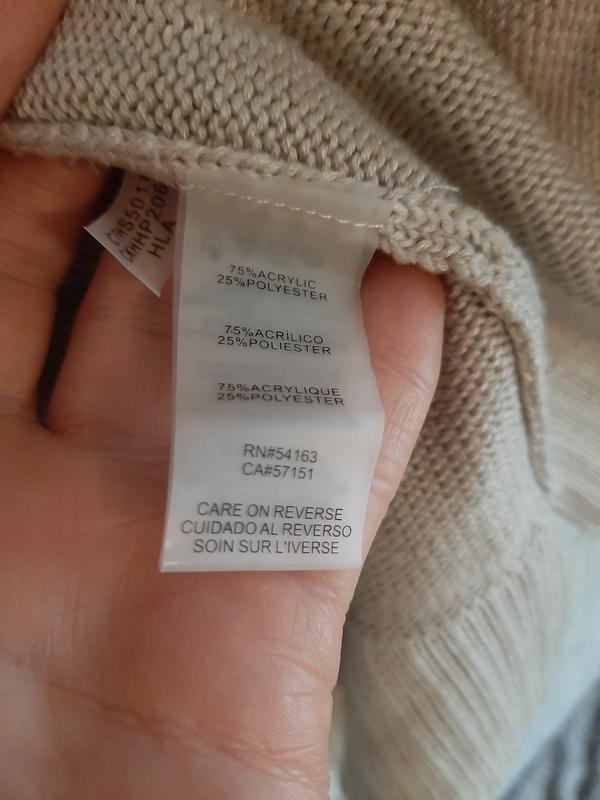 HLA
75%ACRYLIC
25%POLYESTER
75%ACRÍLICO
25%POLIESTER
75%ACRYLIQUE
25%POLYESTER
RN#54163
CA#57151
CARE ON REVERSE
CUIDADO AL REVERSO
SOIN SUR L'IVERSE